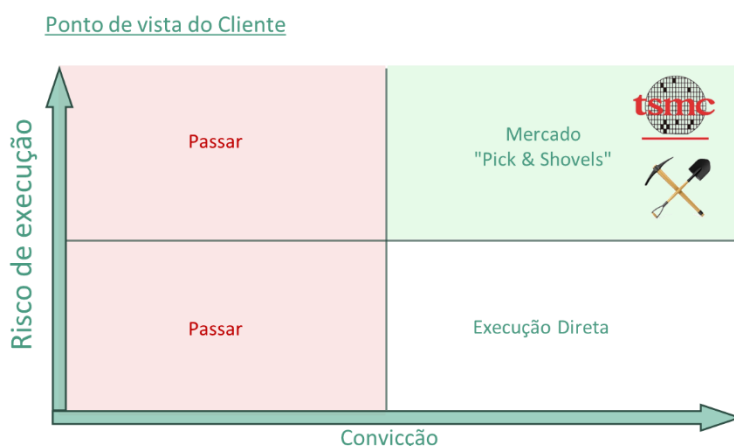 Ponto de vista do Cliente
Risco de execução
Passar
Mercado
"Pick & Shovels"
tsmc
Passar
Execução Direta
Convicção